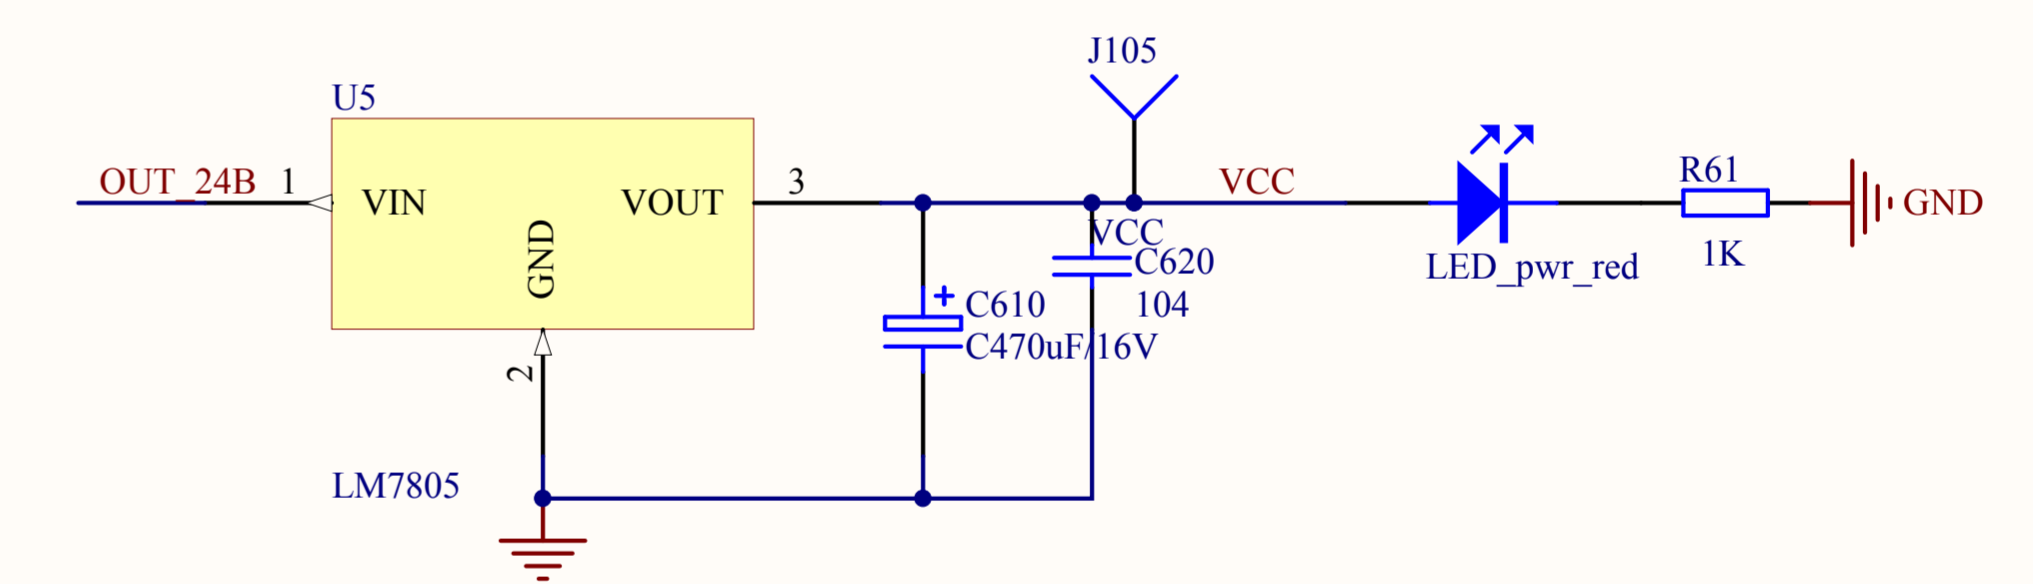 J105
U5
OUT_24B
1
VIN
VOUT
GND
3
VCC
VCC
R61
1K
GND
LED_pwr_red
C620
104
C610
C470uF/16V
2
LM7805